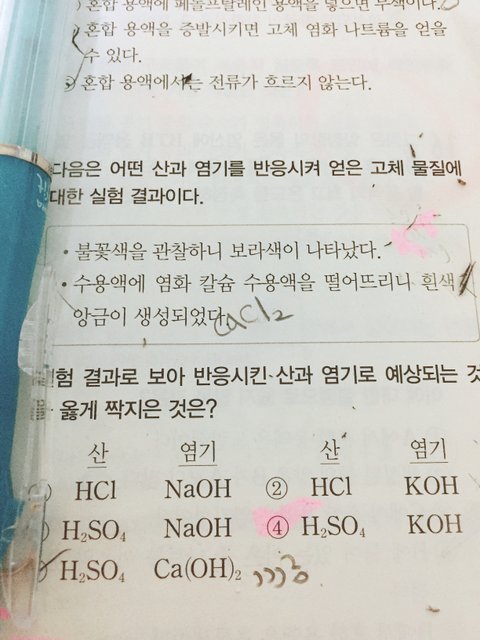 ) 혼합 용액에 페놀프탈레인 용액을 넣으면 무색이다.
) 혼합 용액을 증발시키면 고체 염화 나트륨을 얻을
수 있다.
) 혼합 용액에서는 전류가 흐르지 않는다.
다음은 어떤 산과 염기를 반응시켜 얻은 고체 물질에
대한 실험 결과이다.
• 불꽃색을 관찰하니 보라색이 나타났다.
• 수용액에 염화 칼슘 수용액을 떨어뜨리니 흰색
앙금이 생성되었다.
CaCl2
험 결과로 보아 반응시킨 산과 염기로 예상되는 것
옳게 짝지은 것은?
산 염기 산 염기
HCl NaOH ② HCl KOH
H₂SO₄ NaOH ④ H₂SO₄ KOH
H₂SO₄ Ca(OH)₂